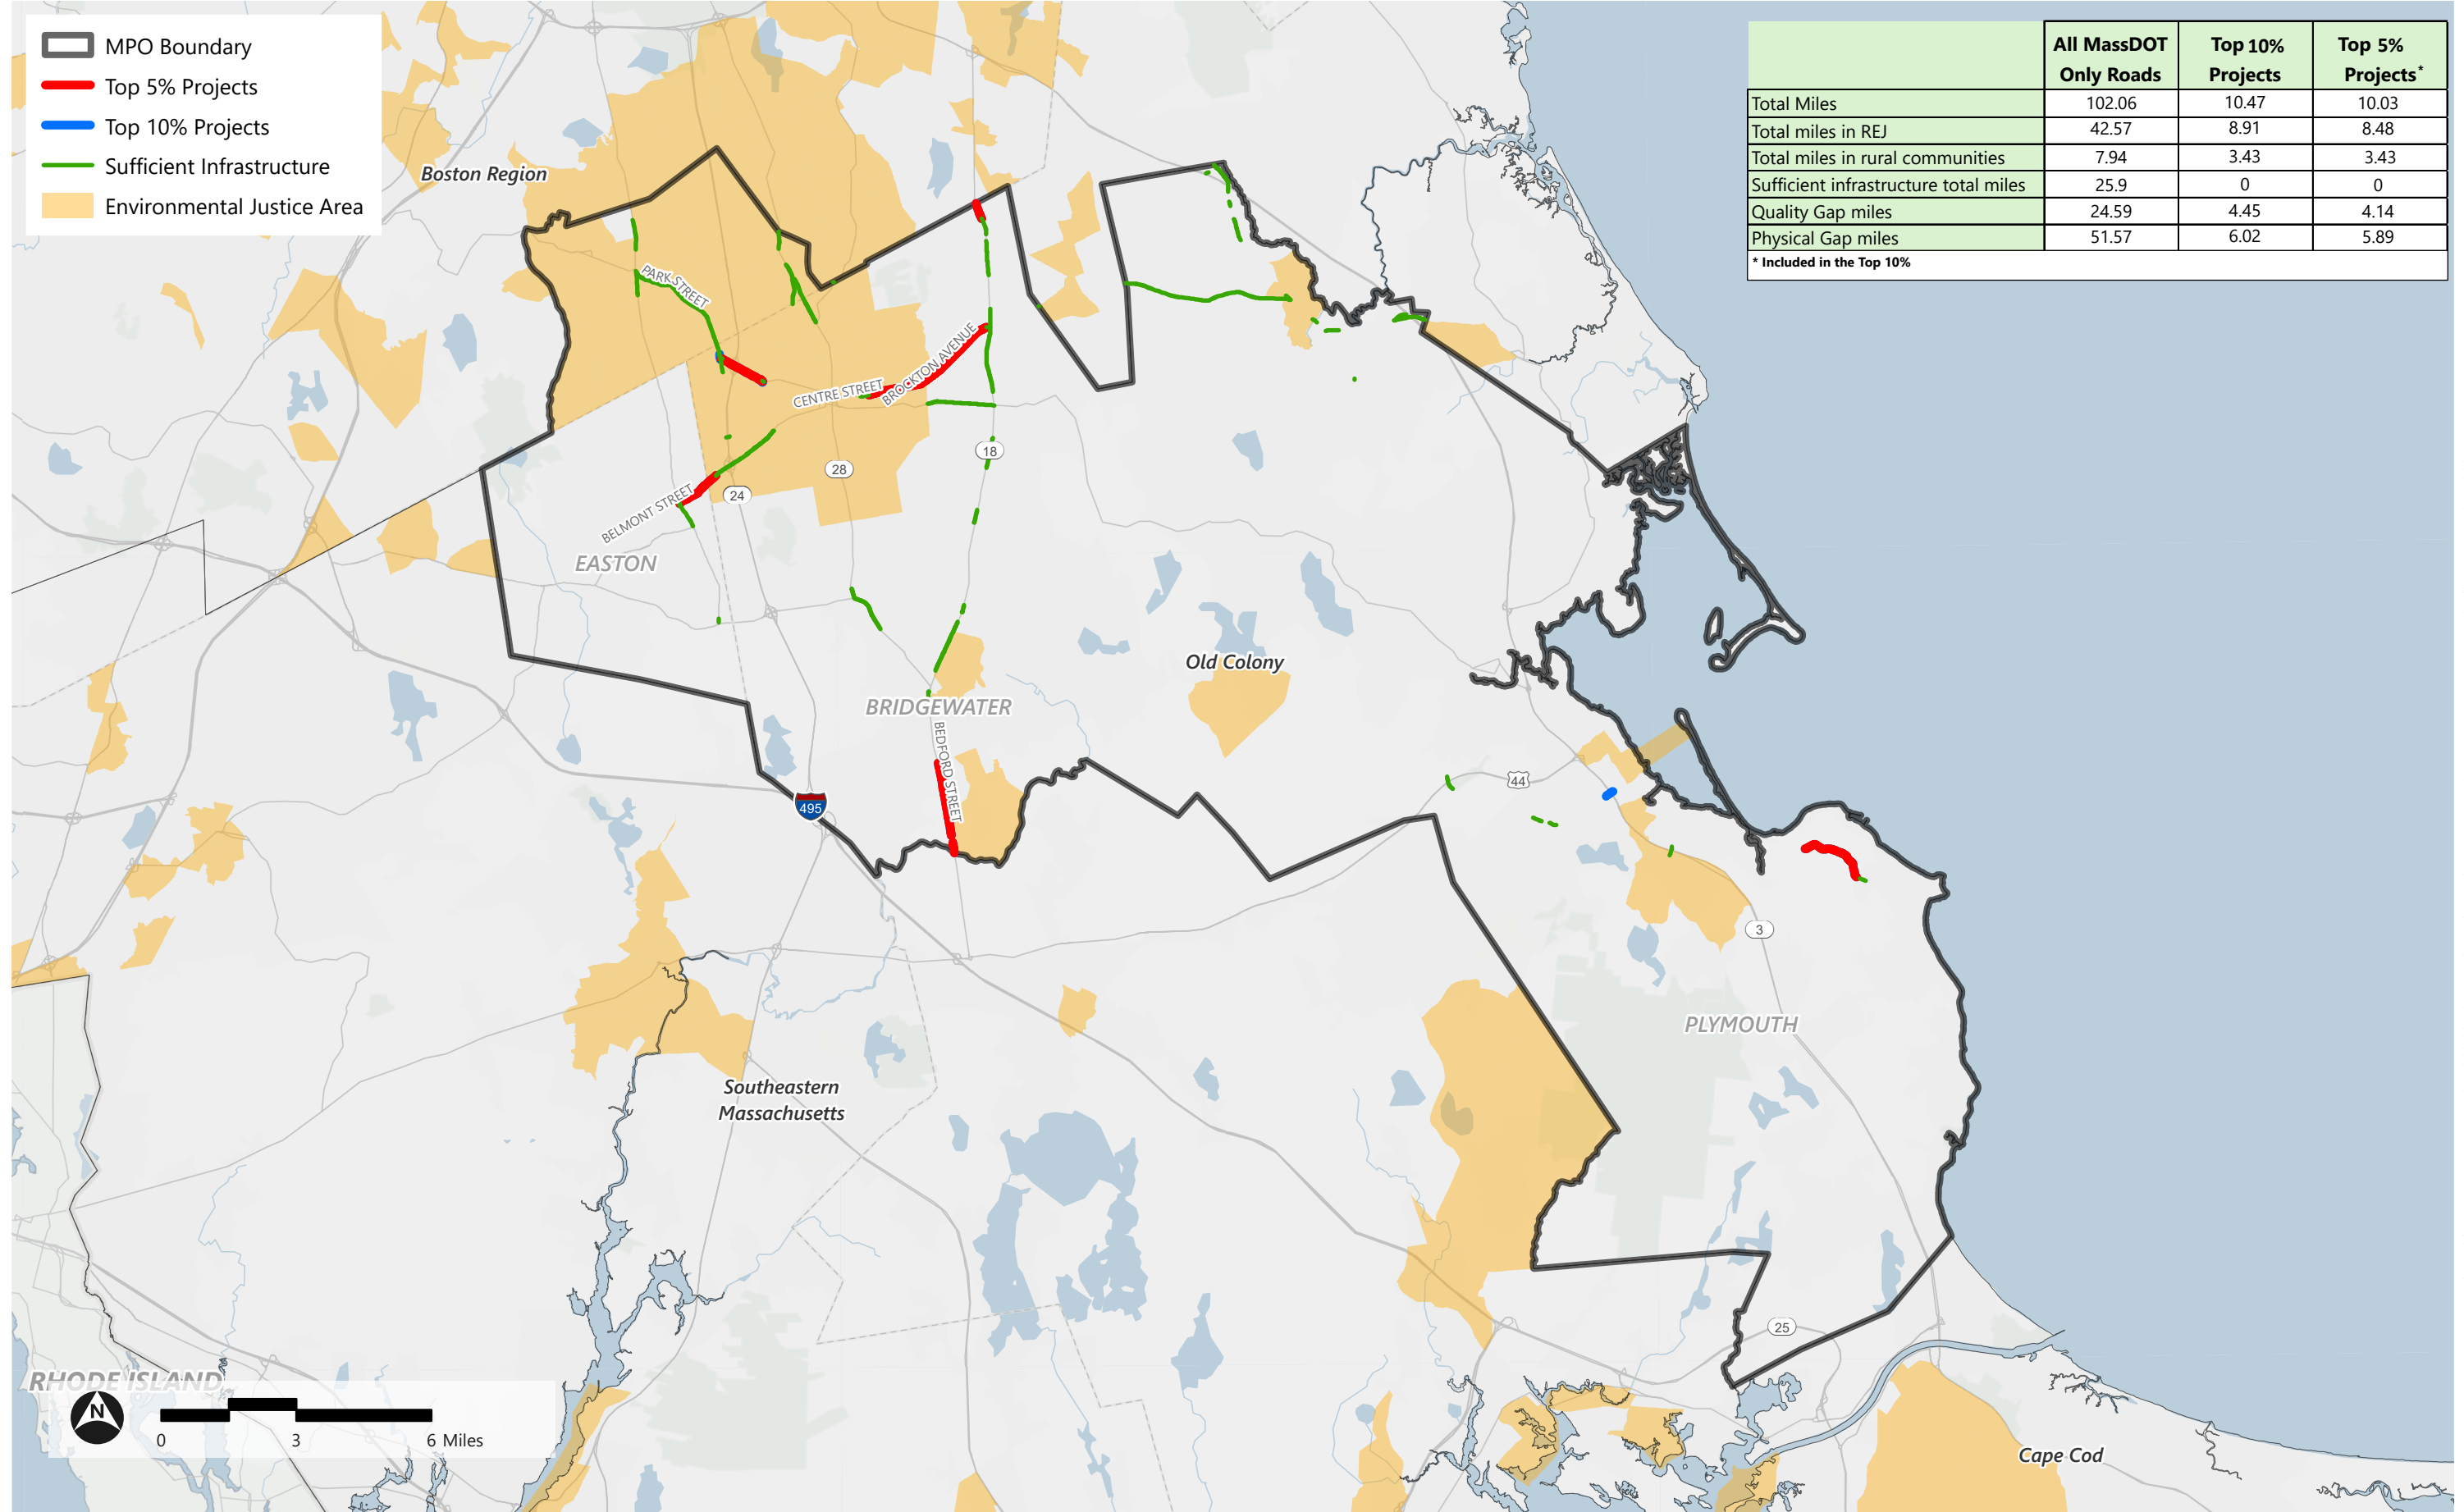 MPO Boundary
Top 5% Projects
Top 10% Projects
Sufficient Infrastructure
Environmental Justice Area
All MassDOT Only Roads Top 10% Projects Top 5% Projects*
Total Miles 102.06 10.47 10.03
Total miles in REJ 42.57 8.91 8.48
Total miles in rural communities 7.94 3.43 3.43
Sufficient infrastructure total miles 25.9 0 0
Quality Gap miles 24.59 4.45 4.14
Physical Gap miles 51.57 6.02 5.89
* Included in the Top 10%
Boston Region
PARK STREET
CENTRE STREET
BROCKTON AVENUE
18
28
24
BELMONT STREET
EASTON
Old Colony
BRIDGEWATER
BEDFORD STREET
44
495
3
PLYMOUTH
Southeastern
Massachusetts
25
RHODE ISLAND
N
0 3 6 Miles
Cape Cod